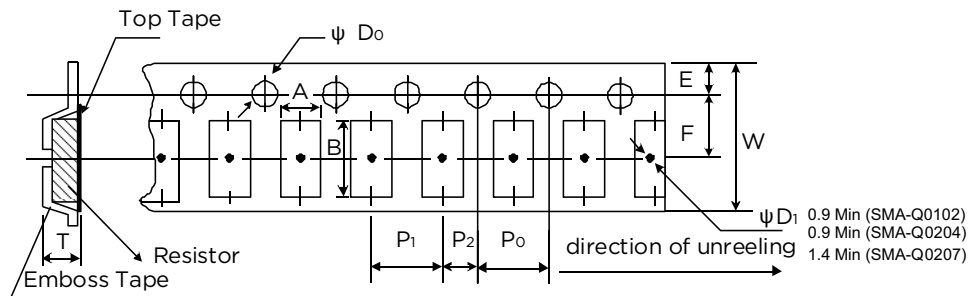 Top Tape
ψ D0
A
B
E
F
W
T
Resistor
Emboss Tape
P1
P2
P0
direction of unreeling
ψD1 0.9 Min (SMA-Q0102)
0.9 Min (SMA-Q0204)
1.4 Min (SMA-Q0207)